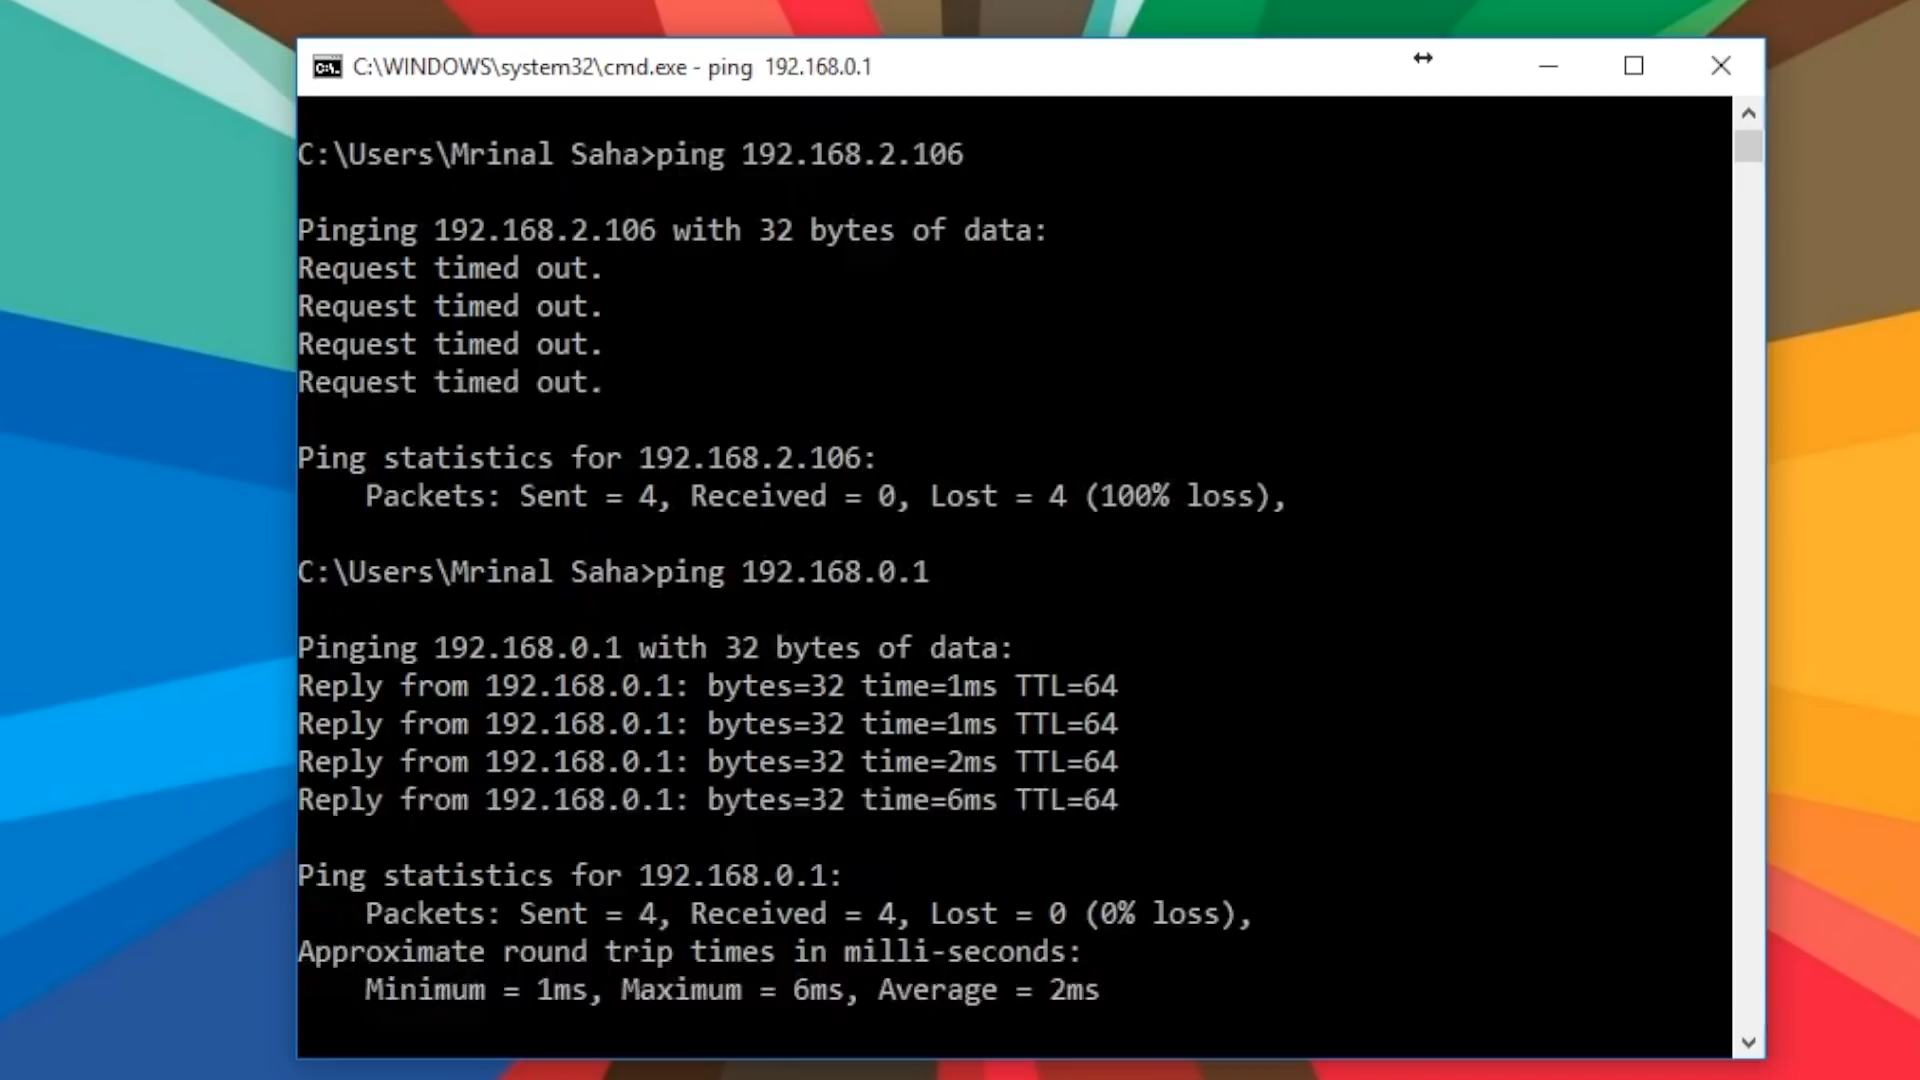 C:\WINDOWS\system32\cmd.exe - ping  192.168.0.1
C:\Users\Mrinal Saha>ping 192.168.2.106
Pinging 192.168.2.106 with 32 bytes of data:
Request timed out.
Request timed out.
Request timed out.
Request timed out.
Ping statistics for 192.168.2.106:
    Packets: Sent = 4, Received = 0, Lost = 4 (100% loss),
C:\Users\Mrinal Saha>ping 192.168.0.1
Pinging 192.168.0.1 with 32 bytes of data:
Reply from 192.168.0.1: bytes=32 time=1ms TTL=64
Reply from 192.168.0.1: bytes=32 time=1ms TTL=64
Reply from 192.168.0.1: bytes=32 time=2ms TTL=64
Reply from 192.168.0.1: bytes=32 time=6ms TTL=64
Ping statistics for 192.168.0.1:
    Packets: Sent = 4, Received = 4, Lost = 0 (0% loss),
Approximate round trip times in milli-seconds:
    Minimum = 1ms, Maximum = 6ms, Average = 2ms